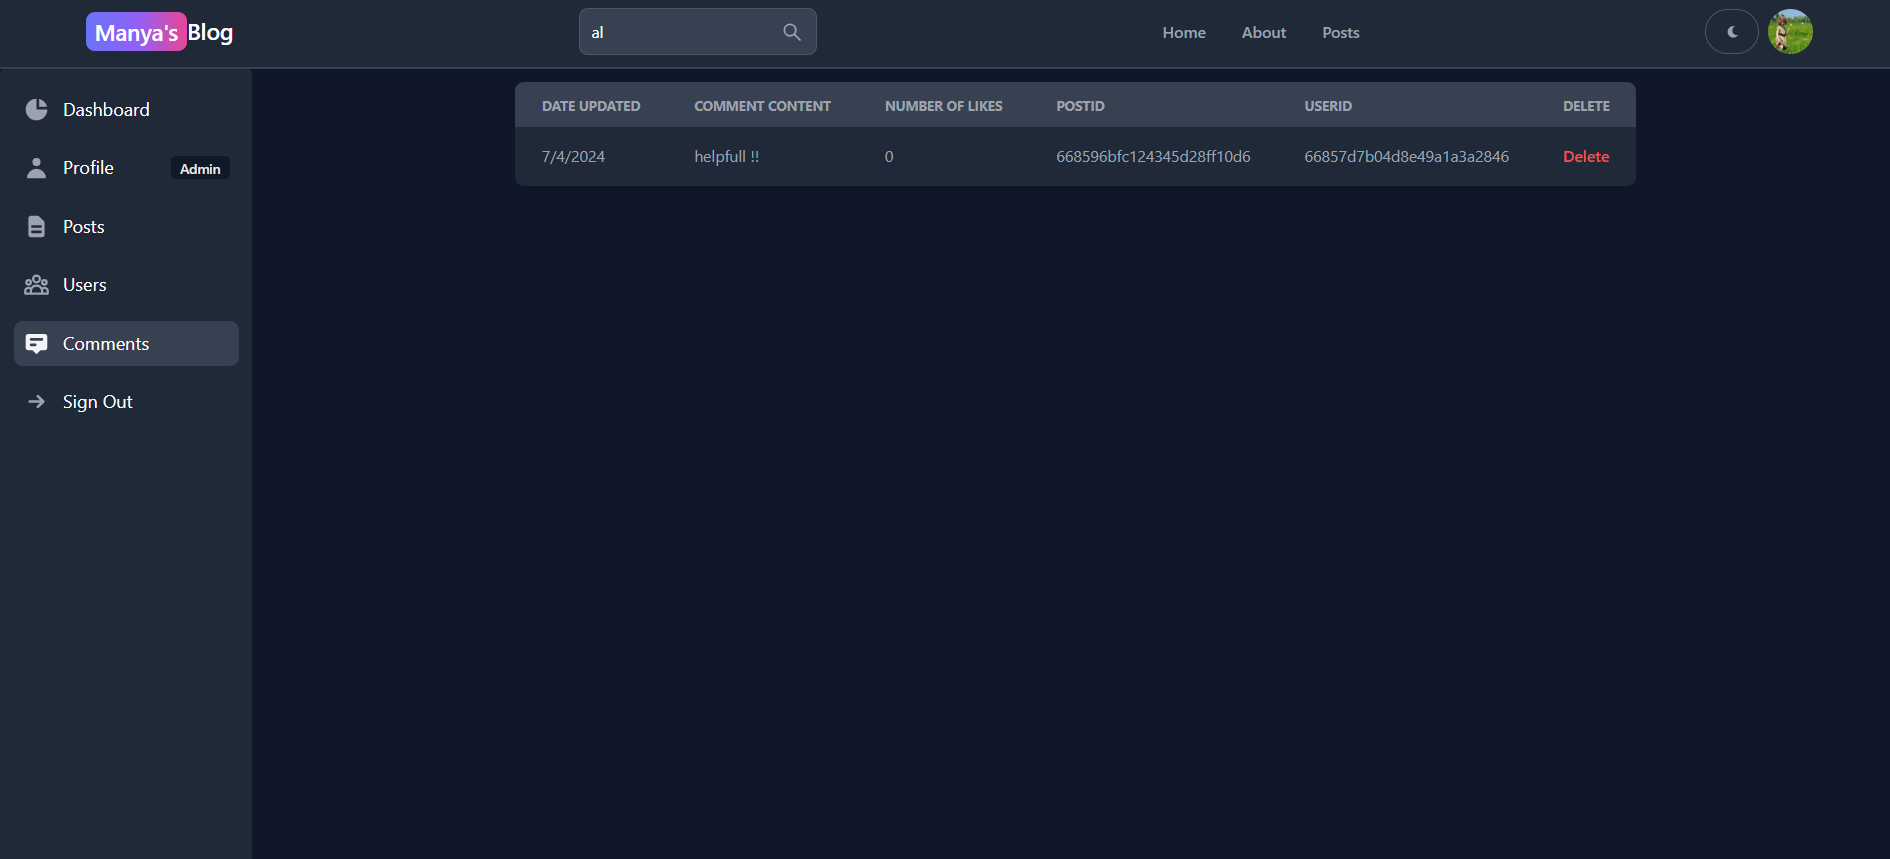 Manya's Blog
al
Home About Posts
Dashboard
Profile Admin
Posts
Users
Comments
Sign Out
DATE UPDATED COMMENT CONTENT NUMBER OF LIKES POSTID USERID DELETE
7/4/2024 helpfull !! 0 668596bfc124345d28ff10d6 66857d7b04d8e49a1a3a2846 Delete